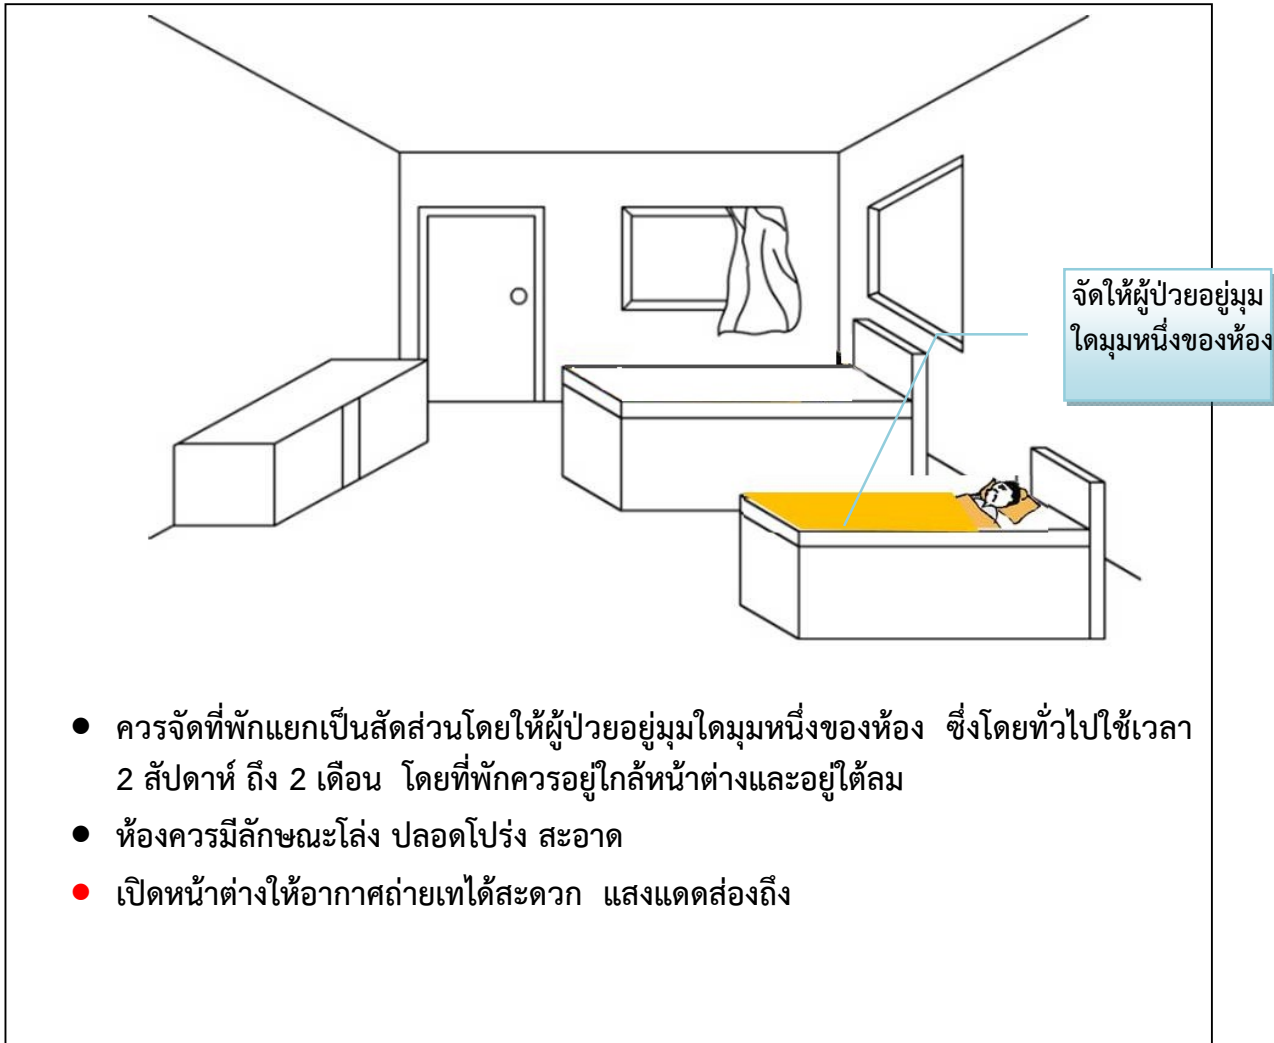 จัดให้ผู้ป่วยอยู่มุม
ใดมุมหนึ่งของห้อง
● ควรจัดที่พักแยกเป็นสัดส่วนโดยให้ผู้ป่วยอยู่มุมใดมุมหนึ่งของห้อง ซึ่งโดยทั่วไปใช้เวลา
2 สัปดาห์ ถึง 2 เดือน โดยที่พักควรอยู่ใกล้หน้าต่างและอยู่ใต้ลม
● ห้องควรมีลักษณะโล่ง ปลอดโปร่ง สะอาด
● เปิดหน้าต่างให้อากาศถ่ายเทได้สะดวก แสงแดดส่องถึง